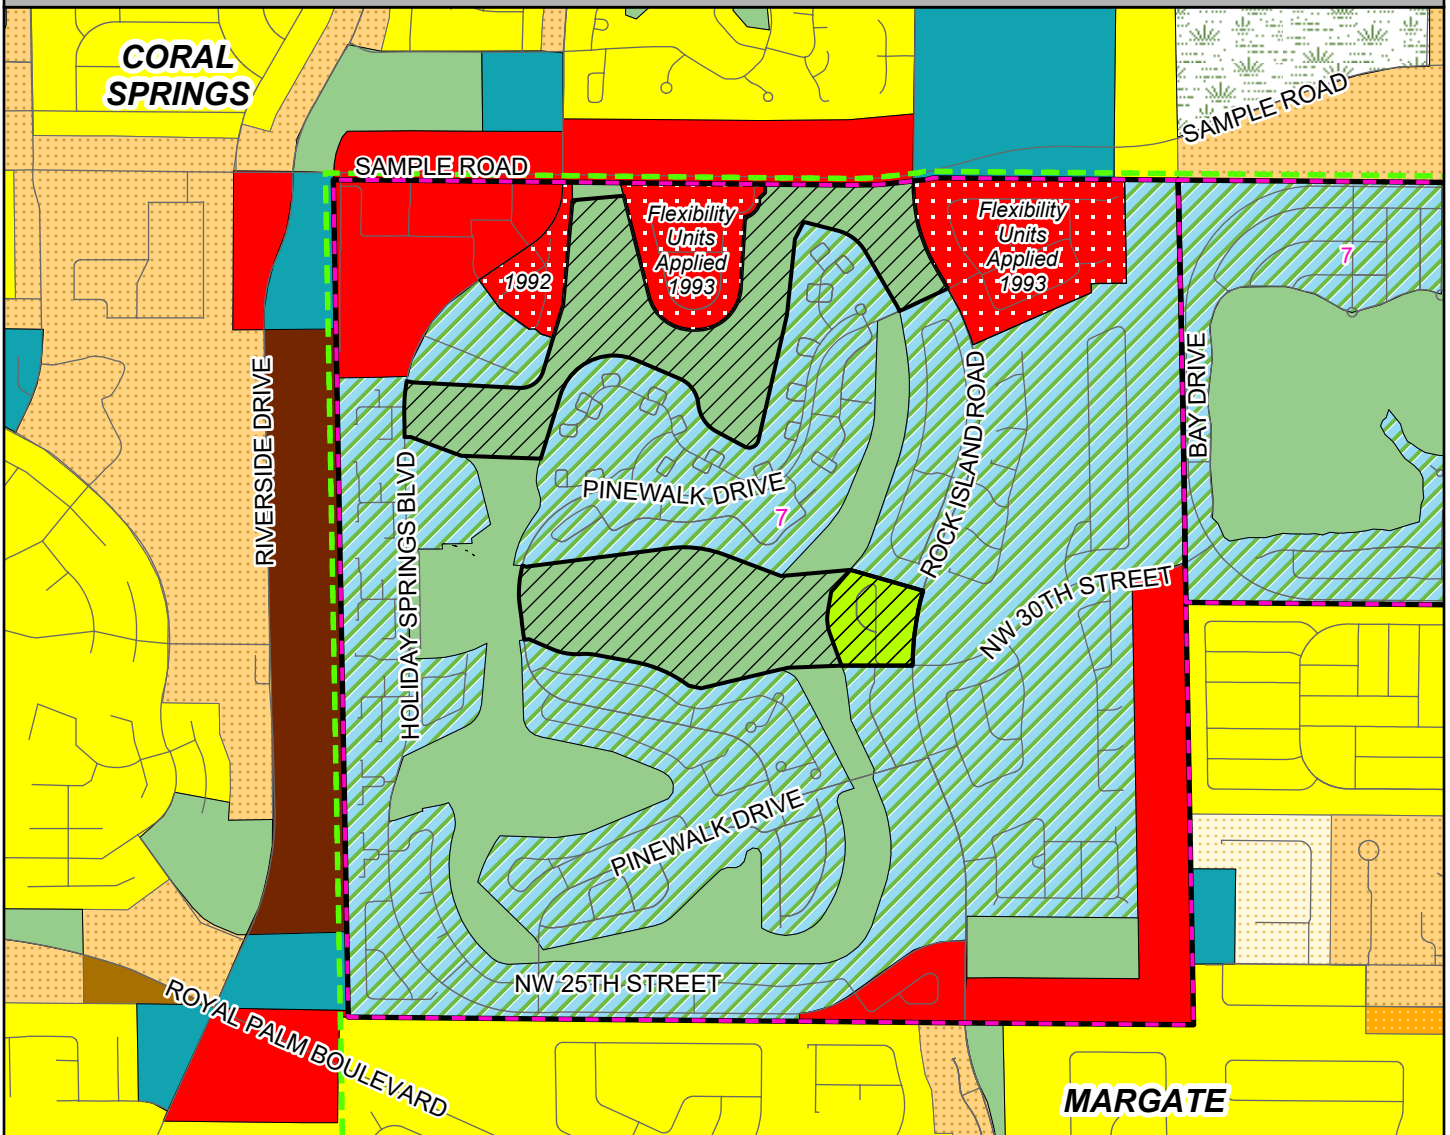 CORAL
SPRINGS
SAMPLE ROAD
SAMPLE ROAD
Flexibility
Units
Applied
1993
Flexibility
Units
Applied
1993
1992
7
RIVERSIDE DRIVE
HOLIDAY SPRINGS BLVD
PINEWALK DRIVE
7
ROCK ISLAND ROAD
BAY DRIVE
NW 30TH STREET
PINEWALK DRIVE
NW 25TH STREET
ROYAL PALM BOULEVARD
MARGATE